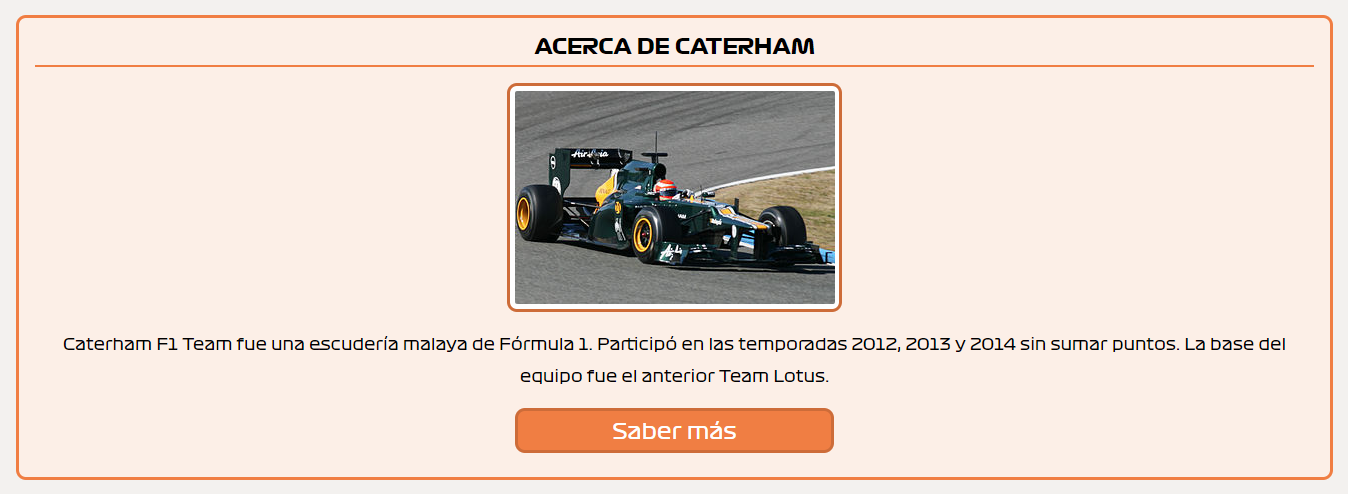 ACERCA DE CATERHAM
AirAsia
Caterham F1 Team fue una escudería malaya de Fórmula 1. Participó en las temporadas 2012, 2013 y 2014 sin sumar puntos. La base del
equipo fue el anterior Team Lotus.
Saber más